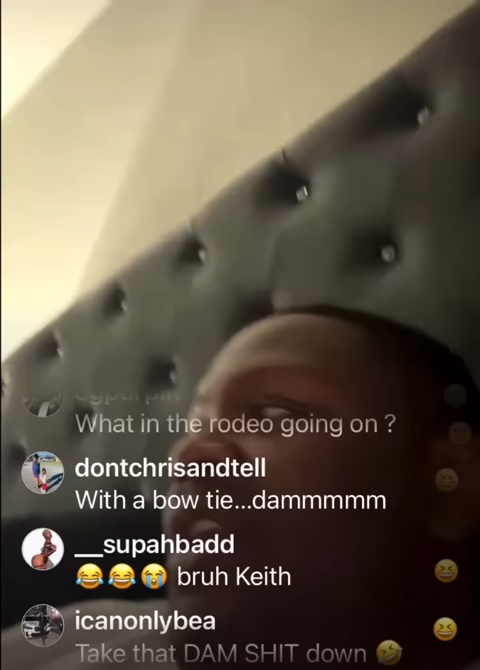 What in the rodeo going on ?
dontchrisandtell
With a bow tie...dammmmm
__supahbadd
😂😂😭 bruh Keith
icanonlybea
Take that DAM SHIT down 🤣